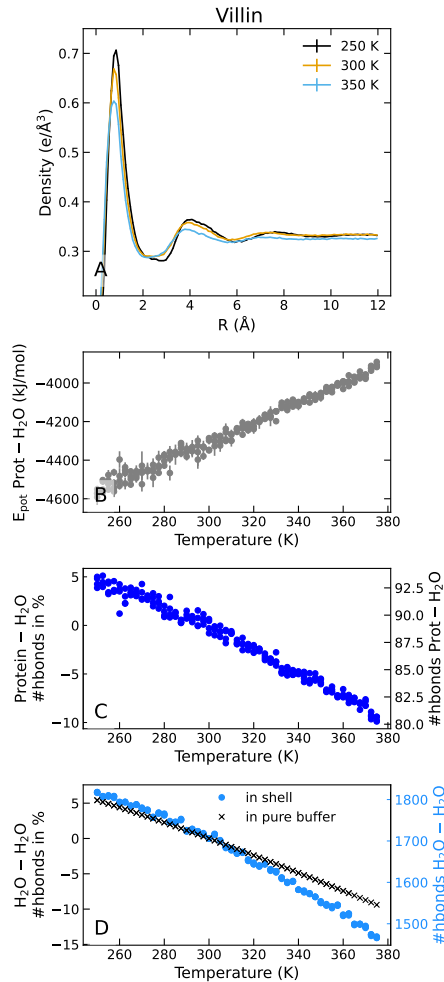 Villin
250 K
300 K
350 K
0.7
0.6
0.5
0.4
0.3
Density (e/Å³)
A
0 2 4 6 8 10 12
R (Å)
−4000
−4200
−4400
−4600
E_pot Prot − H₂O (kJ/mol)
B
260 280 300 320 340 360 380
Temperature (K)
5
0
−5
−10
Protein − H₂O
#hbonds in %
C
92.5
90.0
87.5
85.0
82.5
80.0
#hbonds Prot − H₂O
260 280 300 320 340 360 380
Temperature (K)
5
0
−5
−10
−15
H₂O − H₂O
#hbonds in %
in shell
in pure buffer
D
1800
1700
1600
1500
#hbonds H₂O − H₂O
260 280 300 320 340 360 380
Temperature (K)